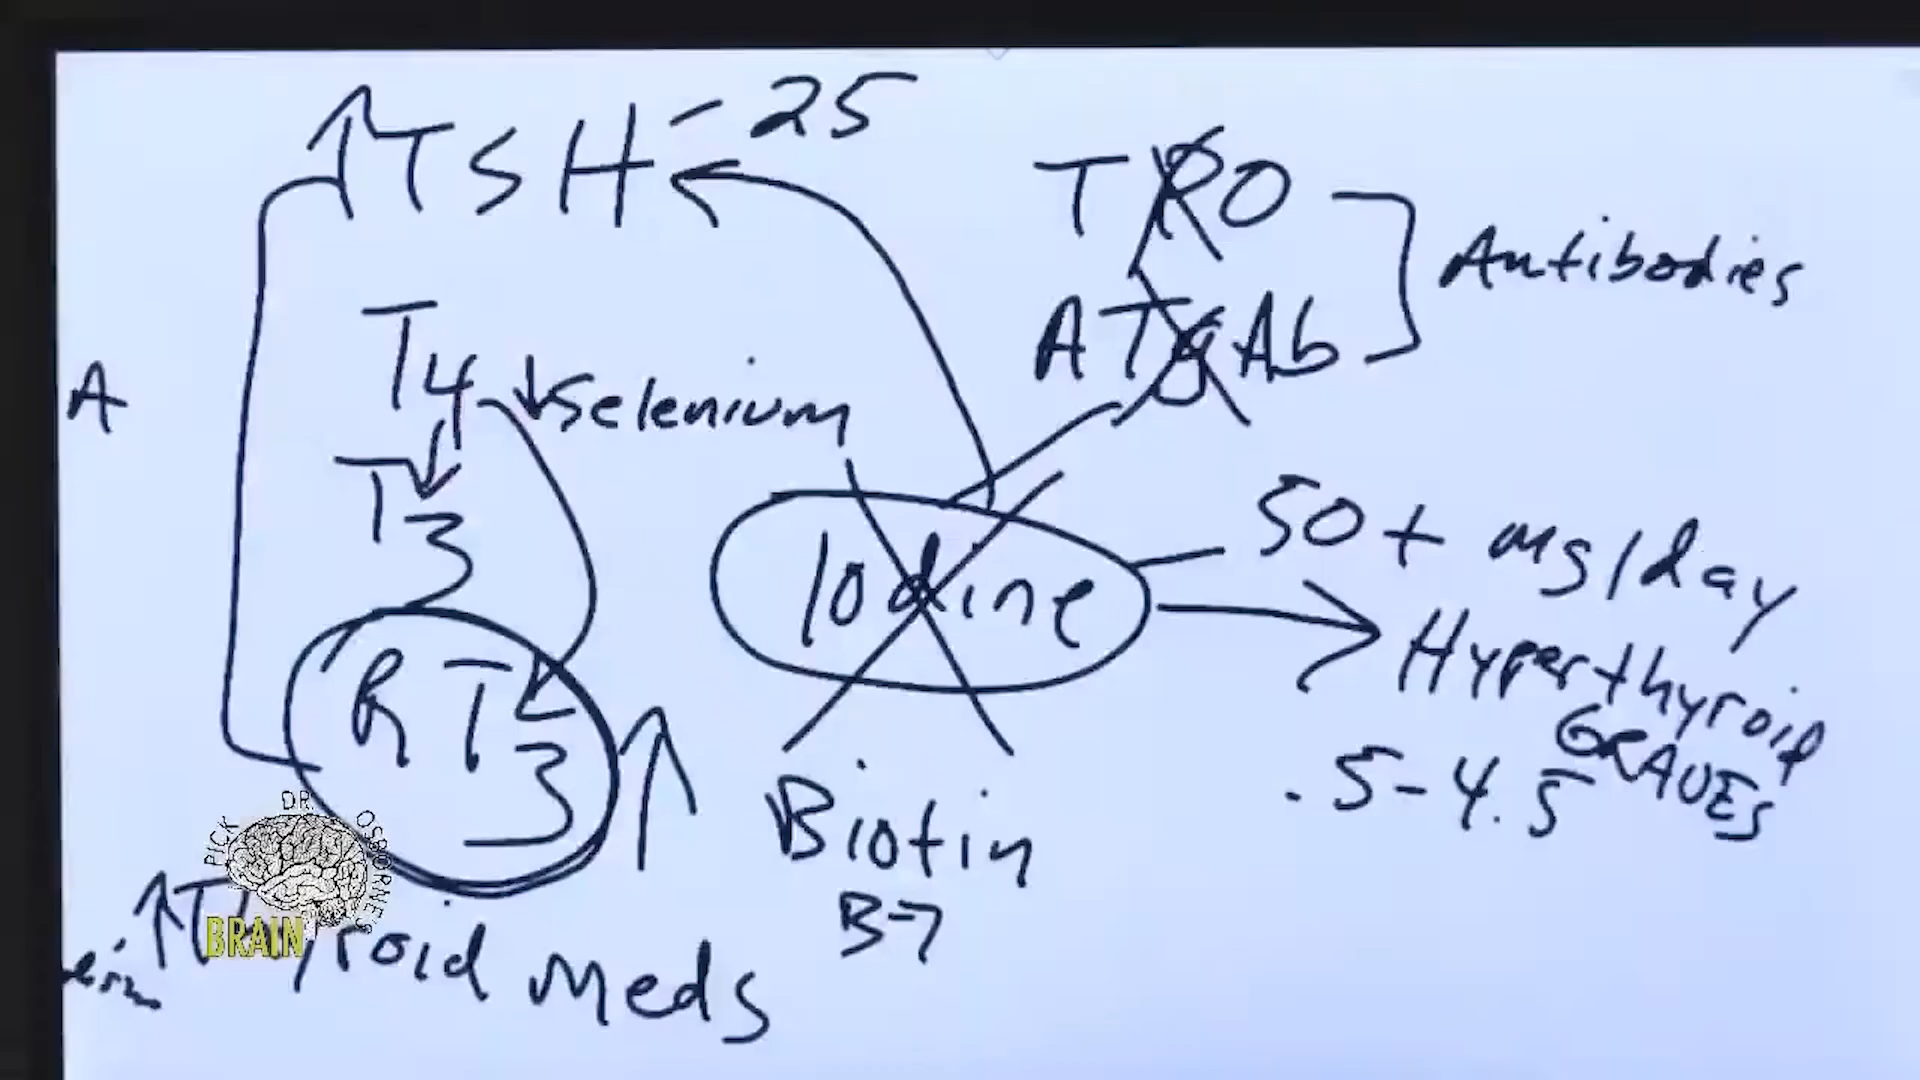 ↑TSH - 25
TPO
ATGAb
Antibodies
T4
↓Selenium
A
T3
Iodine
50+ mg/day
Hyperthyroid
GRAVES
.5-4.5
RT3 ↑
Biotin
B-7
PICK DR. OSBORNE'S
BRAIN
↑Thyroid Meds